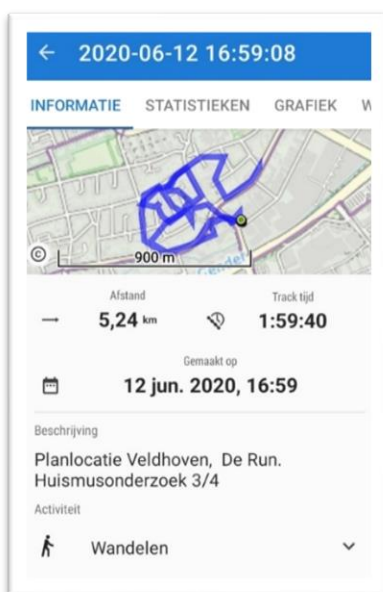 2020-06-12 16:59:08
INFORMATIE STATISTIEKEN GRAFIEK W
©
900 m
Gender
Afstand Track tijd
5,24 km 1:59:40
Gemaakt op
12 jun. 2020, 16:59
Beschrijving
Planlocatie Veldhoven, De Run.
Huismusonderzoek 3/4
Activiteit
Wandelen